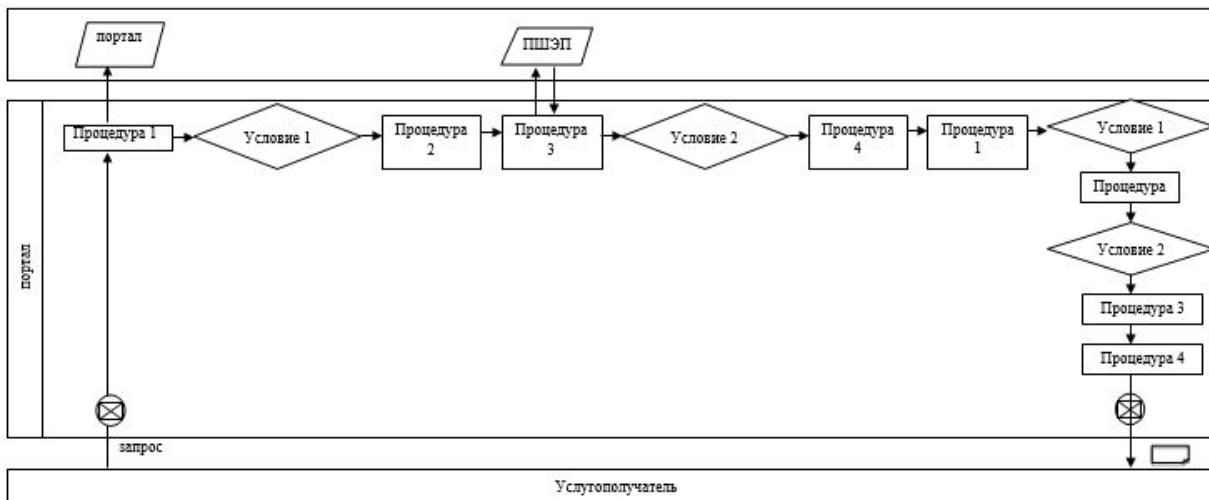 портал
ПШЭП
Процедура 1
Условие 1
Процедура
2
Процедура
3
Условие 2
Процедура
4
Процедура
1
Условие 1
Процедура
Условие 2
Процедура 3
Процедура 4
портал
запрос
Услугополучатель